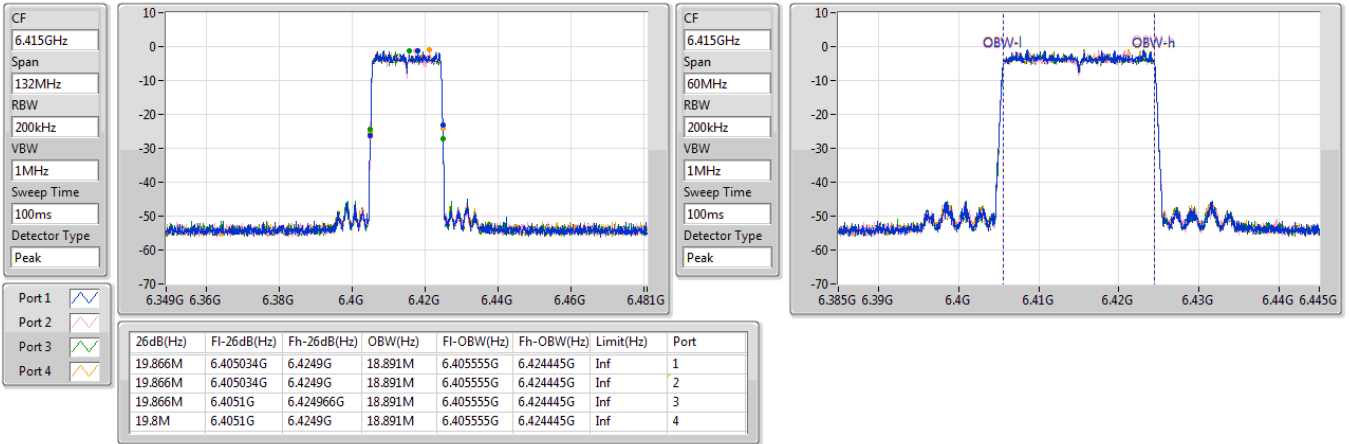 CF
6.415GHz
Span
132MHz
RBW
200kHz
VBW
1MHz
Sweep Time
100ms
Detector Type
Peak
10
0
-10
-20
-30
-40
-50
-60
-70
6.349G 6.36G 6.38G 6.4G 6.42G 6.44G 6.46G 6.481G
CF
6.415GHz
Span
60MHz
RBW
200kHz
VBW
1MHz
Sweep Time
100ms
Detector Type
Peak
OBW-l OBW-h
10
0
-10
-20
-30
-40
-50
-60
-70
6.385G 6.39G 6.4G 6.41G 6.42G 6.43G 6.44G 6.445G
Port 1
Port 2
Port 3
Port 4
26dB(Hz) Fl-26dB(Hz) Fh-26dB(Hz) OBW(Hz) Fl-OBW(Hz) Fh-OBW(Hz) Limit(Hz) Port
19.866M 6.405034G 6.4249G 18.891M 6.405555G 6.424445G Inf 1
19.866M 6.405034G 6.4249G 18.891M 6.405555G 6.424445G Inf 2
19.866M 6.4051G 6.424966G 18.891M 6.405555G 6.424445G Inf 3
19.8M 6.4051G 6.4249G 18.891M 6.405555G 6.424445G Inf 4